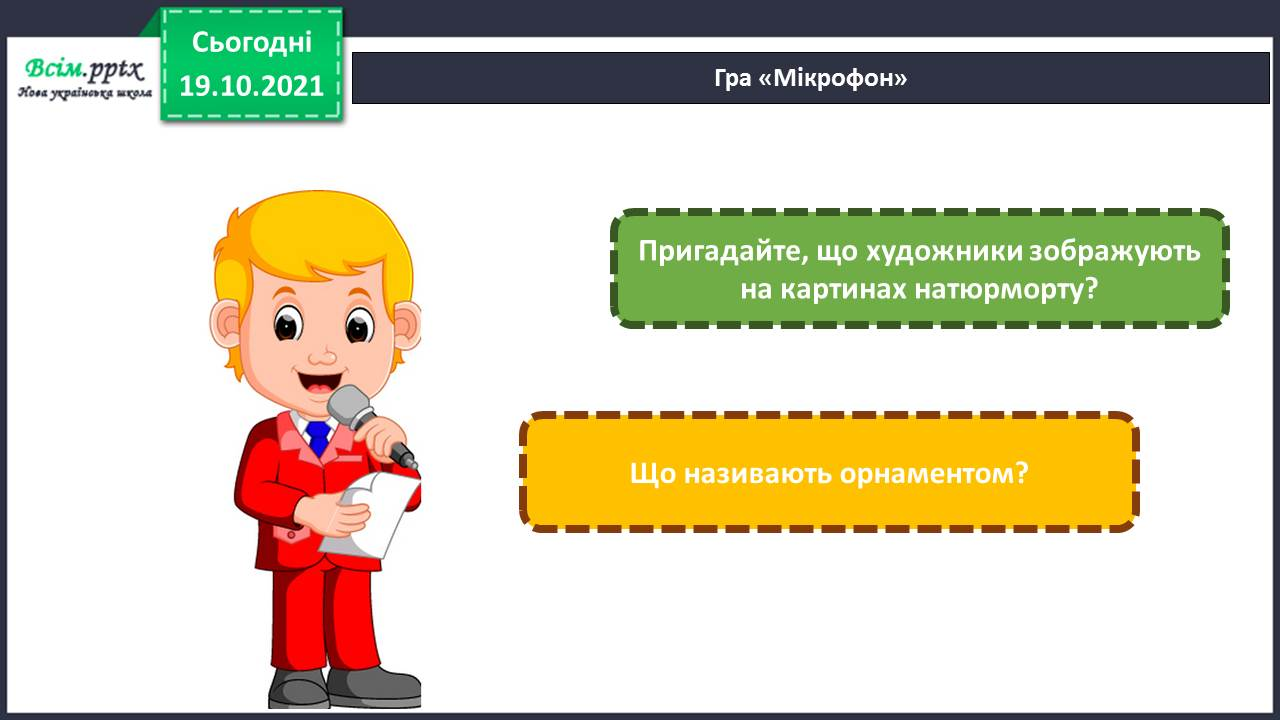 Сьогодні
19.10.2021
Всім.pptx
Нова українська школа
Гра «Мікрофон»
Пригадайте, що художники зображують
на картинах натюрморту?
Що називають орнаментом?